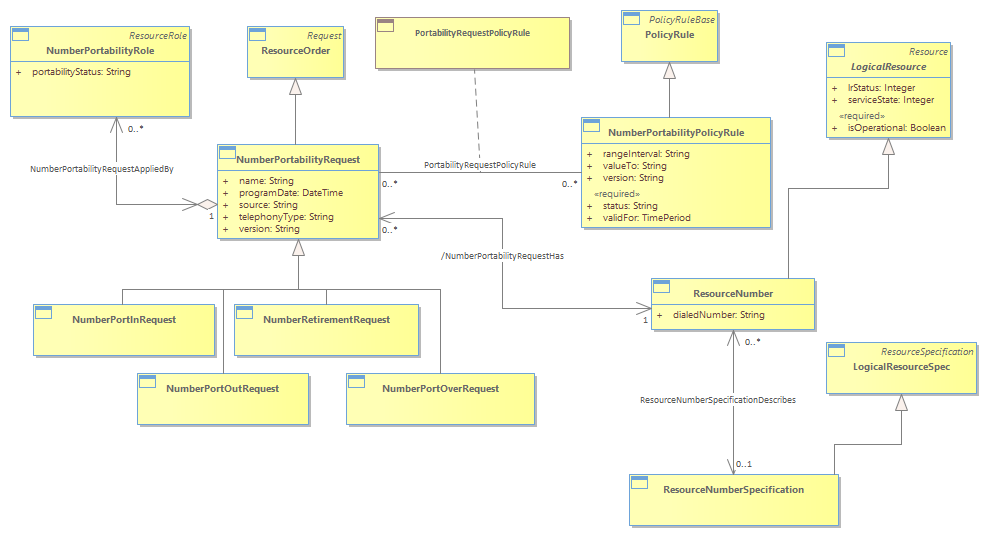 ResourceRole
NumberPortabilityRole
+ portabilityStatus: String
Request
ResourceOrder
PortabilityRequestPolicyRule
PolicyRuleBase
PolicyRule
Resource
LogicalResource
+ lrStatus: Integer
+ serviceState: Integer
«required»
+ isOperational: Boolean
0..*
NumberPortabilityRequestAppliedBy
1
NumberPortabilityRequest
+ name: String
+ programDate: DateTime
+ source: String
+ telephonyType: String
+ version: String
PortabilityRequestPolicyRule
0..*
0..*
NumberPortabilityPolicyRule
+ rangeInterval: String
+ valueTo: String
+ version: String
«required»
+ status: String
+ validFor: TimePeriod
0..*
/NumberPortabilityRequestHas
1
ResourceNumber
+ dialedNumber: String
NumberPortInRequest
NumberRetirementRequest
NumberPortOutRequest
NumberPortOverRequest
0..*
ResourceNumberSpecificationDescribes
0..1
ResourceSpecification
LogicalResourceSpec
ResourceNumberSpecification